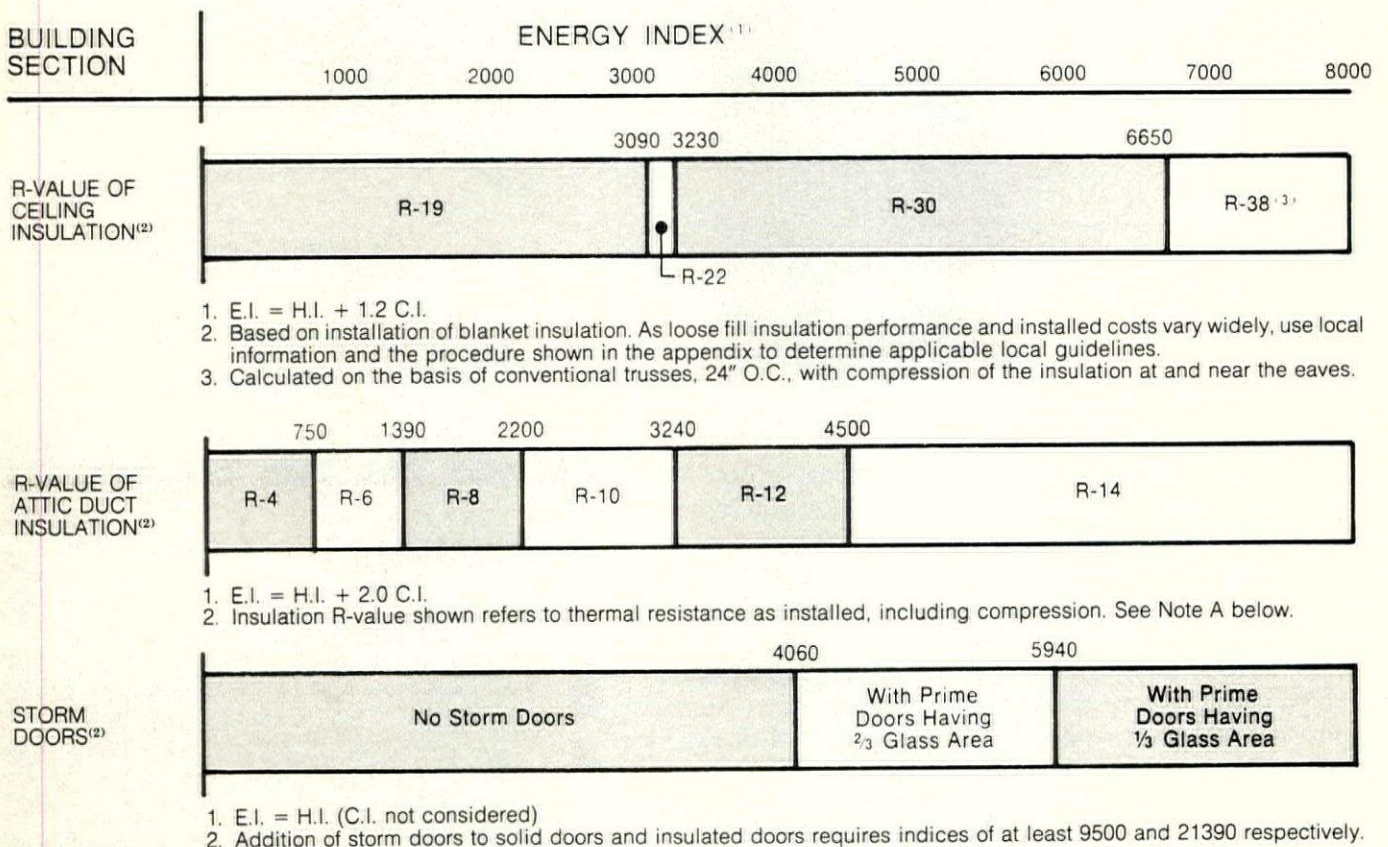 BUILDING
SECTION
ENERGY INDEX(1)
1000 2000 3000 4000 5000 6000 7000 8000
R-VALUE OF
CEILING
INSULATION(2)
3090 3230 6650
R-19 R-30 R-38(3)
R-22
1. E.I. = H.I. + 1.2 C.I.
2. Based on installation of blanket insulation. As loose fill insulation performance and installed costs vary widely, use local
information and the procedure shown in the appendix to determine applicable local guidelines.
3. Calculated on the basis of conventional trusses, 24" O.C., with compression of the insulation at and near the eaves.
R-VALUE OF
ATTIC DUCT
INSULATION(2)
750 1390 2200 3240 4500
R-4 R-6 R-8 R-10 R-12 R-14
1. E.I. = H.I. + 2.0 C.I.
2. Insulation R-value shown refers to thermal resistance as installed, including compression. See Note A below.
STORM
DOORS(2)
4060 5940
No Storm Doors
With Prime
Doors Having
2/3 Glass Area
With Prime
Doors Having
1/3 Glass Area
1. E.I. = H.I. (C.I. not considered)
2. Addition of storm doors to solid doors and insulated doors requires indices of at least 9500 and 21390 respectively.